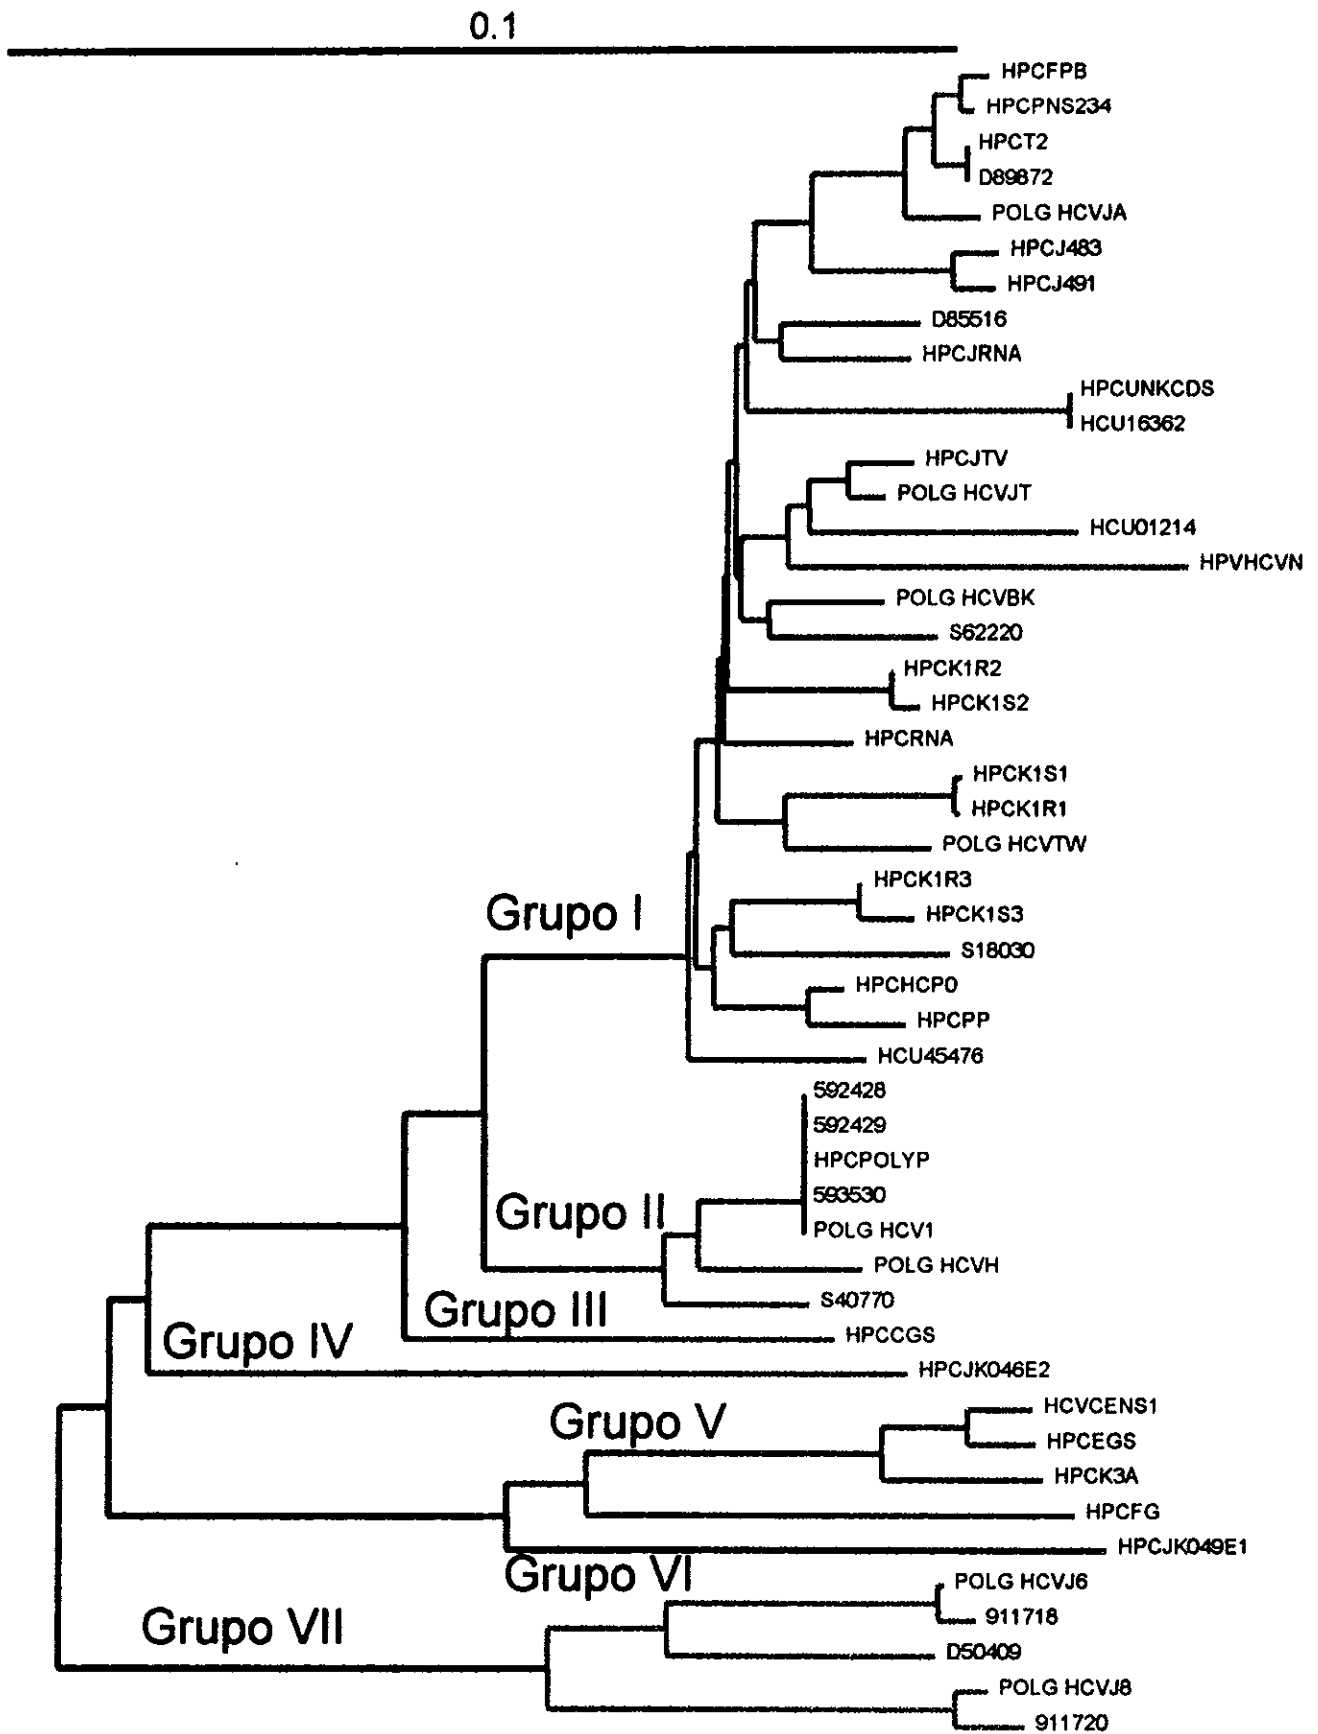 0.1
HPCFPB
HPCPNS234
HPCT2
D89872
POLG HCVJA
HPCJ483
HPCJ491
D85516
HPCJRNA
HPCUNKCDS
HCU16362
HPCJTV
POLG HCVJT
HCU01214
HPVHCVN
POLG HCVBK
S62220
HPCK1R2
HPCK1S2
HPCRNA
HPCK1S1
HPCK1R1
POLG HCVTW
HPCK1R3
Grupo I
HPCK1S3
S18030
HPCHCPO
HPCPP
HCU45476
592428
592429
HPCPOLYP
593530
Grupo II
POLG HCV1
POLG HCVH
S40770
Grupo III
HPCCGS
Grupo IV
HPCJK046E2
HCVCENS1
Grupo V
HPCEGS
HPCK3A
HPCFG
HPCJK049E1
Grupo VI
POLG HCVJ6
911718
Grupo VII
D50409
POLG HCVJ8
911720